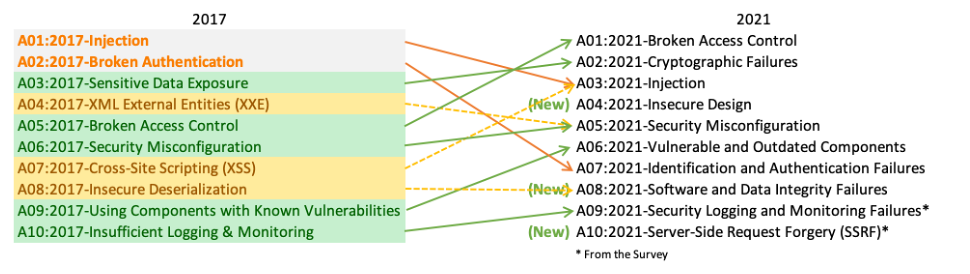 2017
2021
A01:2017-Injection
A02:2017-Broken Authentication
A03:2017-Sensitive Data Exposure
A04:2017-XML External Entities (XXE)
A05:2017-Broken Access Control
A06:2017-Security Misconfiguration
A07:2017-Cross-Site Scripting (XSS)
A08:2017-Insecure Deserialization
A09:2017-Using Components with Known Vulnerabilities
A10:2017-Insufficient Logging & Monitoring
A01:2021-Broken Access Control
A02:2021-Cryptographic Failures
A03:2021-Injection
(New) A04:2021-Insecure Design
A05:2021-Security Misconfiguration
A06:2021-Vulnerable and Outdated Components
A07:2021-Identification and Authentication Failures
(New) A08:2021-Software and Data Integrity Failures
A09:2021-Security Logging and Monitoring Failures*
(New) A10:2021-Server-Side Request Forgery (SSRF)*
* From the Survey